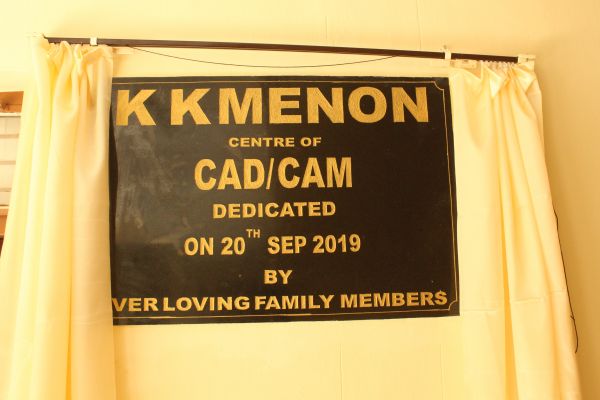 K K MENON
CENTRE OF
CAD/CAM
DEDICATED
ON 20TH SEP 2019
BY
VER LOVING FAMILY MEMBERS